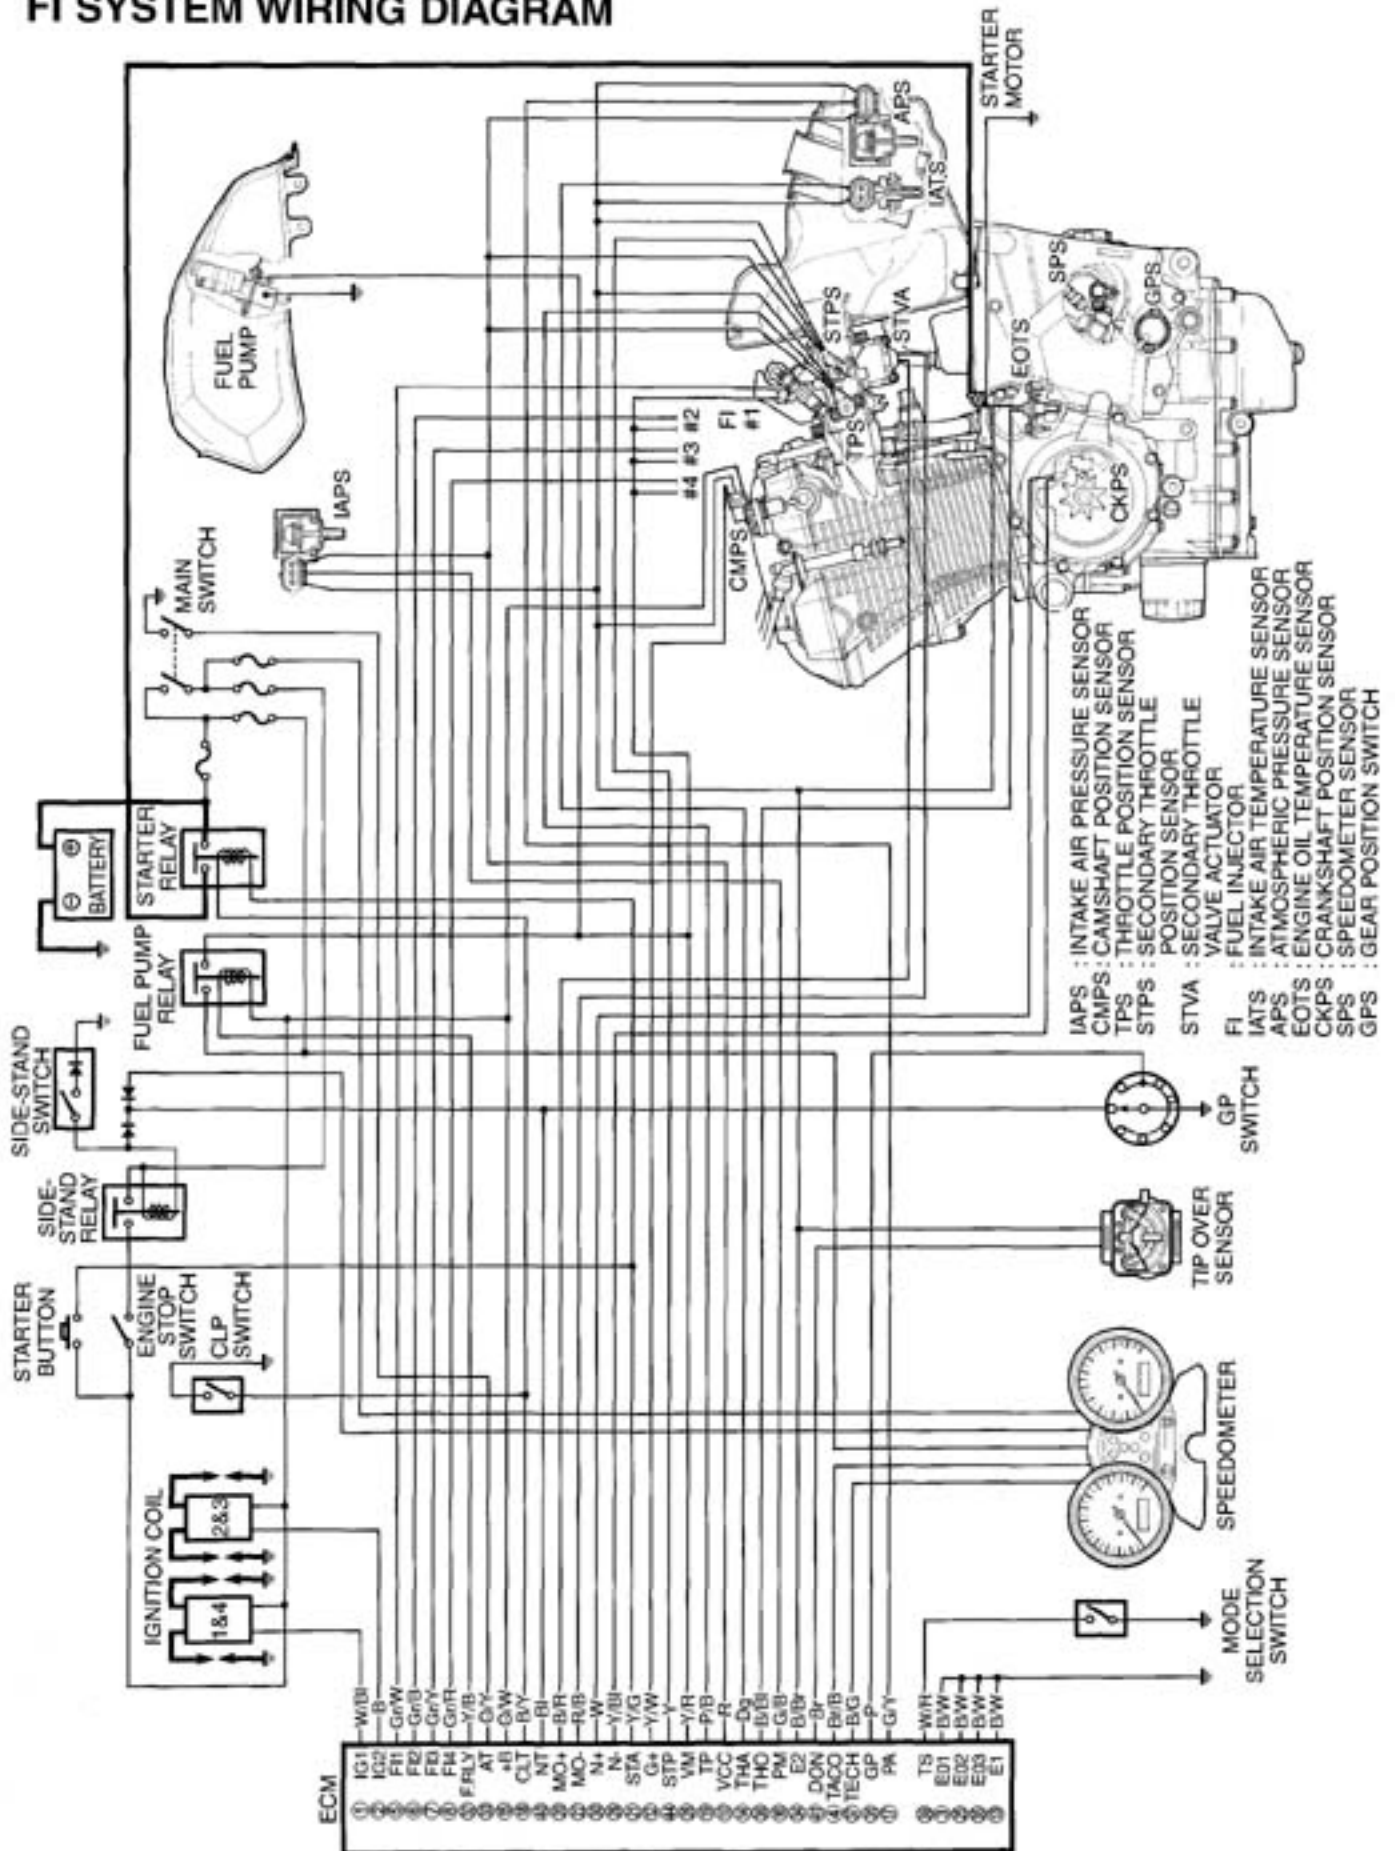 FI SYSTEM WIRING DIAGRAM
STARTER
MOTOR
APS
IATS
FUEL
PUMP
SPS
GPS
STPS
STVA
EOTS
FI
#1
#2
#3
#4
TPS
IAPS
CKPS
CMPS
MAIN
SWITCH
BATTERY
STARTER
RELAY
FUEL PUMP
RELAY
SIDE-STAND
SWITCH
SIDE-
STAND
RELAY
STARTER
BUTTON
ENGINE
STOP
SWITCH
CLP
SWITCH
IGNITION COIL
2&3
1&4
IAPS : INTAKE AIR PRESSURE SENSOR
CMPS : CAMSHAFT POSITION SENSOR
TPS : THROTTLE POSITION SENSOR
STPS : SECONDARY THROTTLE
POSITION SENSOR
STVA : SECONDARY THROTTLE
VALVE ACTUATOR
FI : FUEL INJECTOR
IATS : INTAKE AIR TEMPERATURE SENSOR
APS : ATMOSPHERIC PRESSURE SENSOR
EOTS : ENGINE OIL TEMPERATURE SENSOR
CKPS : CRANKSHAFT POSITION SENSOR
SPS : SPEEDOMETER SENSOR
GPS : GEAR POSITION SWITCH
GP
SWITCH
TIP OVER
SENSOR
SPEEDOMETER
MODE
SELECTION
SWITCH
ECM
IG1 W/Bl
IG2 B
FI1 Gr/W
FI2 Gr/B
FI3 Gr/Y
FI4 Gr/R
F.RLY Y/B
AT
+B O/W
CLT B/Y
NT Bl
MO+ B/R
MO- R/B
N+ W
N- Y/Bl
STA Y/G
G+ Y/W
STP Y
VM Y/R
TP P/B
VCC R
THA Dg
THO B/Bl
PM G/B
E2 B/Br
DON Br
TACO Br/B
TECH B/G
GP P
PA G/Y
TS W/R
E01 B/W
E02 B/W
E03 B/W
E1 B/W